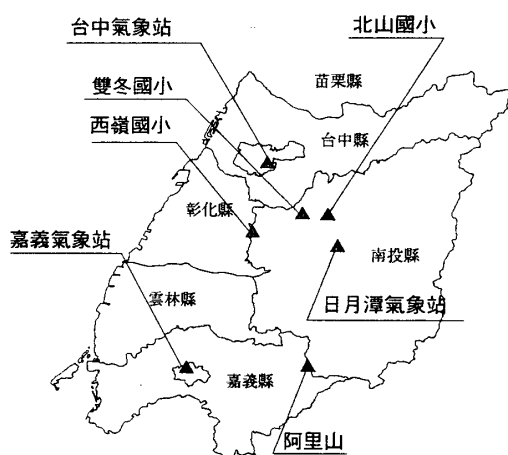 台中氣象站
北山國小
雙冬國小
苗栗縣
西嶺國小
台中縣
彰化縣
嘉義氣象站
南投縣
雲林縣
日月潭氣象站
嘉義縣
阿里山